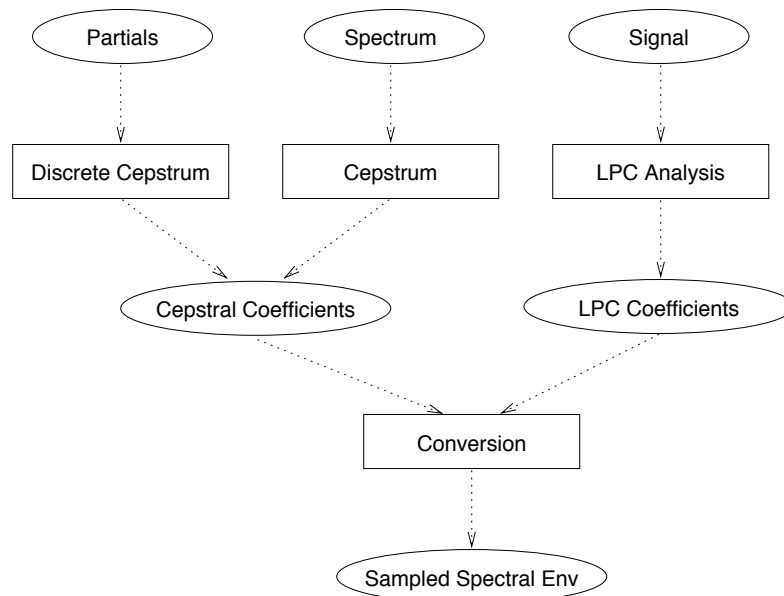 Partials
Spectrum
Signal
Discrete Cepstrum
Cepstrum
LPC Analysis
Cepstral Coefficients
LPC Coefficients
Conversion
Sampled Spectral Env